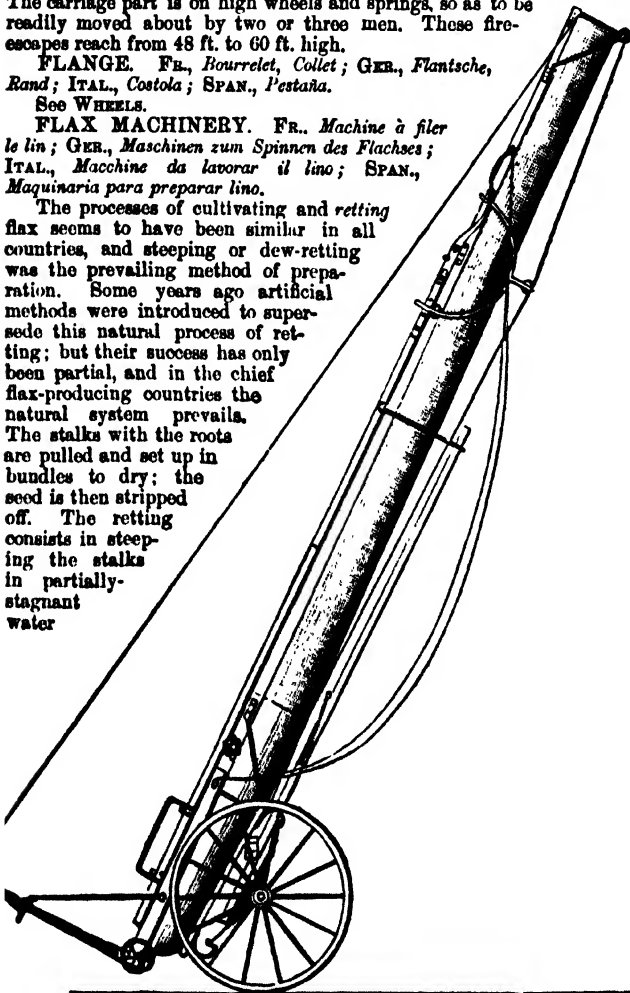 The carriage part is on high wheels and springs, so as to be
readily moved about by two or three men. These fire-
escapes reach from 48 ft. to 60 ft. high.
FLANGE. FR., Bourrelet, Collet; GER., Flantsche,
Rand; ITAL., Costola; SPAN., Pestaña.
See WHEELS.
FLAX MACHINERY. FR.. Machine à filer
le lin; GER., Maschinen zum Spinnen des Flachses;
ITAL., Macchine da lavorar il lino; SPAN.,
Maquinaria para preparar lino.
The processes of cultivating and retting
flax seems to have been similar in all
countries, and steeping or dew-retting
was the prevailing method of prepa-
ration. Some years ago artificial
methods were introduced to super-
sede this natural process of ret-
ting; but their success has only
been partial, and in the chief
flax-producing countries the
natural system prevails.
The stalks with the roots
are pulled and set up in
bundles to dry; the
seed is then stripped
off. The retting
consists in steep-
ing the stalks
in partially-
stagnant
water